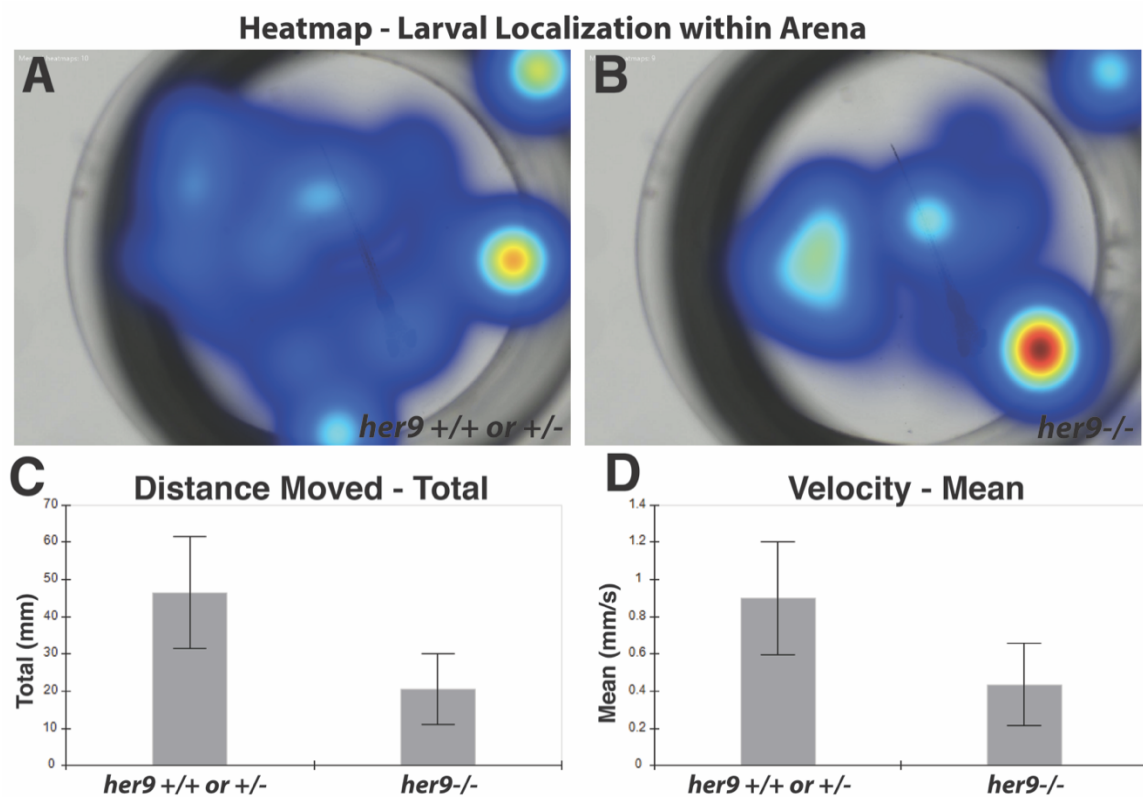 Heatmap - Larval Localization within Arena
A
B
her9 +/+ or +/-
her9-/-
C
Distance Moved - Total
70
60
50
40
30
20
10
0
Total (mm)
her9 +/+ or +/-
her9-/-
D
Velocity - Mean
1.4
1.2
1
0.8
0.6
0.4
0.2
0
Mean (mm/s)
her9 +/+ or +/-
her9-/-